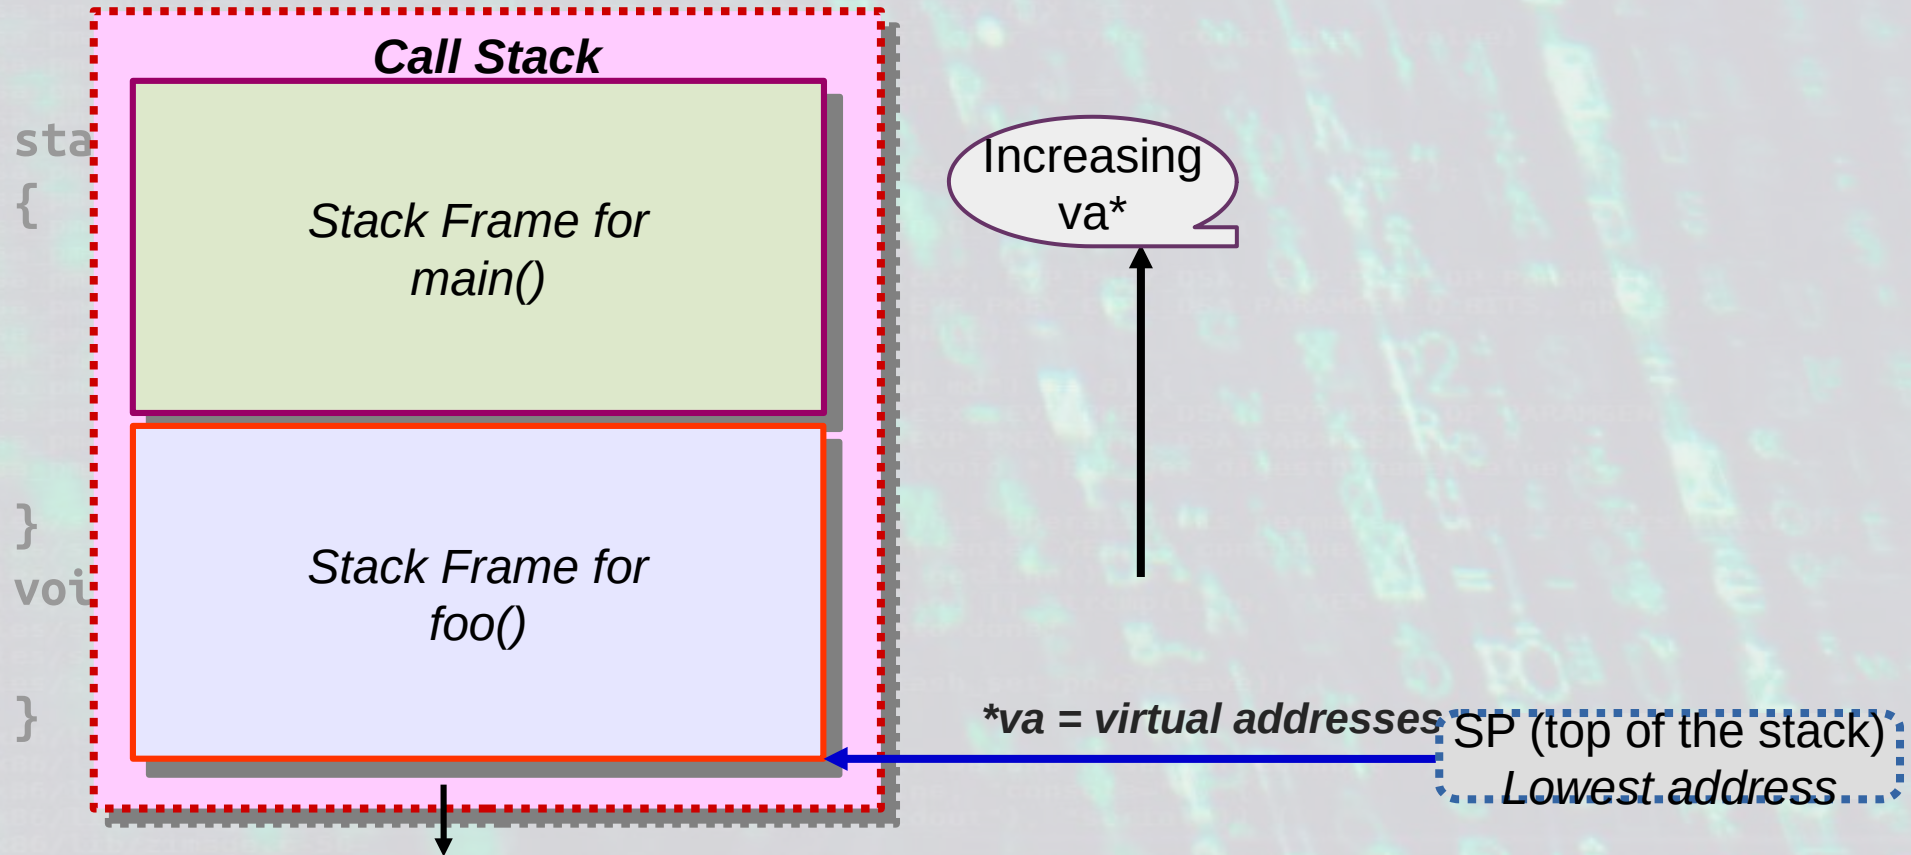 Call Stack
sta
{
Stack Frame for
main()
Increasing
va*
}
voi
Stack Frame for
foo()
}
*va = virtual addresses
SP (top of the stack)
Lowest address